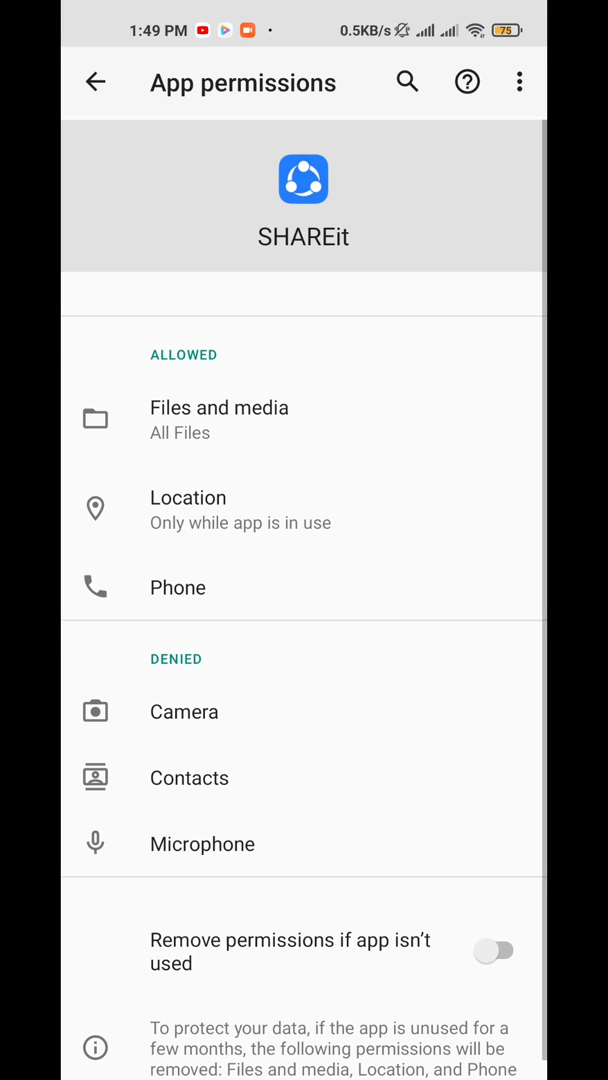 1:49 PM 0.5KB/s 75
App permissions
SHAREit
ALLOWED
Files and media
All Files
Location
Only while app is in use
Phone
DENIED
Camera
Contacts
Microphone
Remove permissions if app isn’t
used
To protect your data, if the app is unused for a
few months, the following permissions will be
removed: Files and media, Location, and Phone